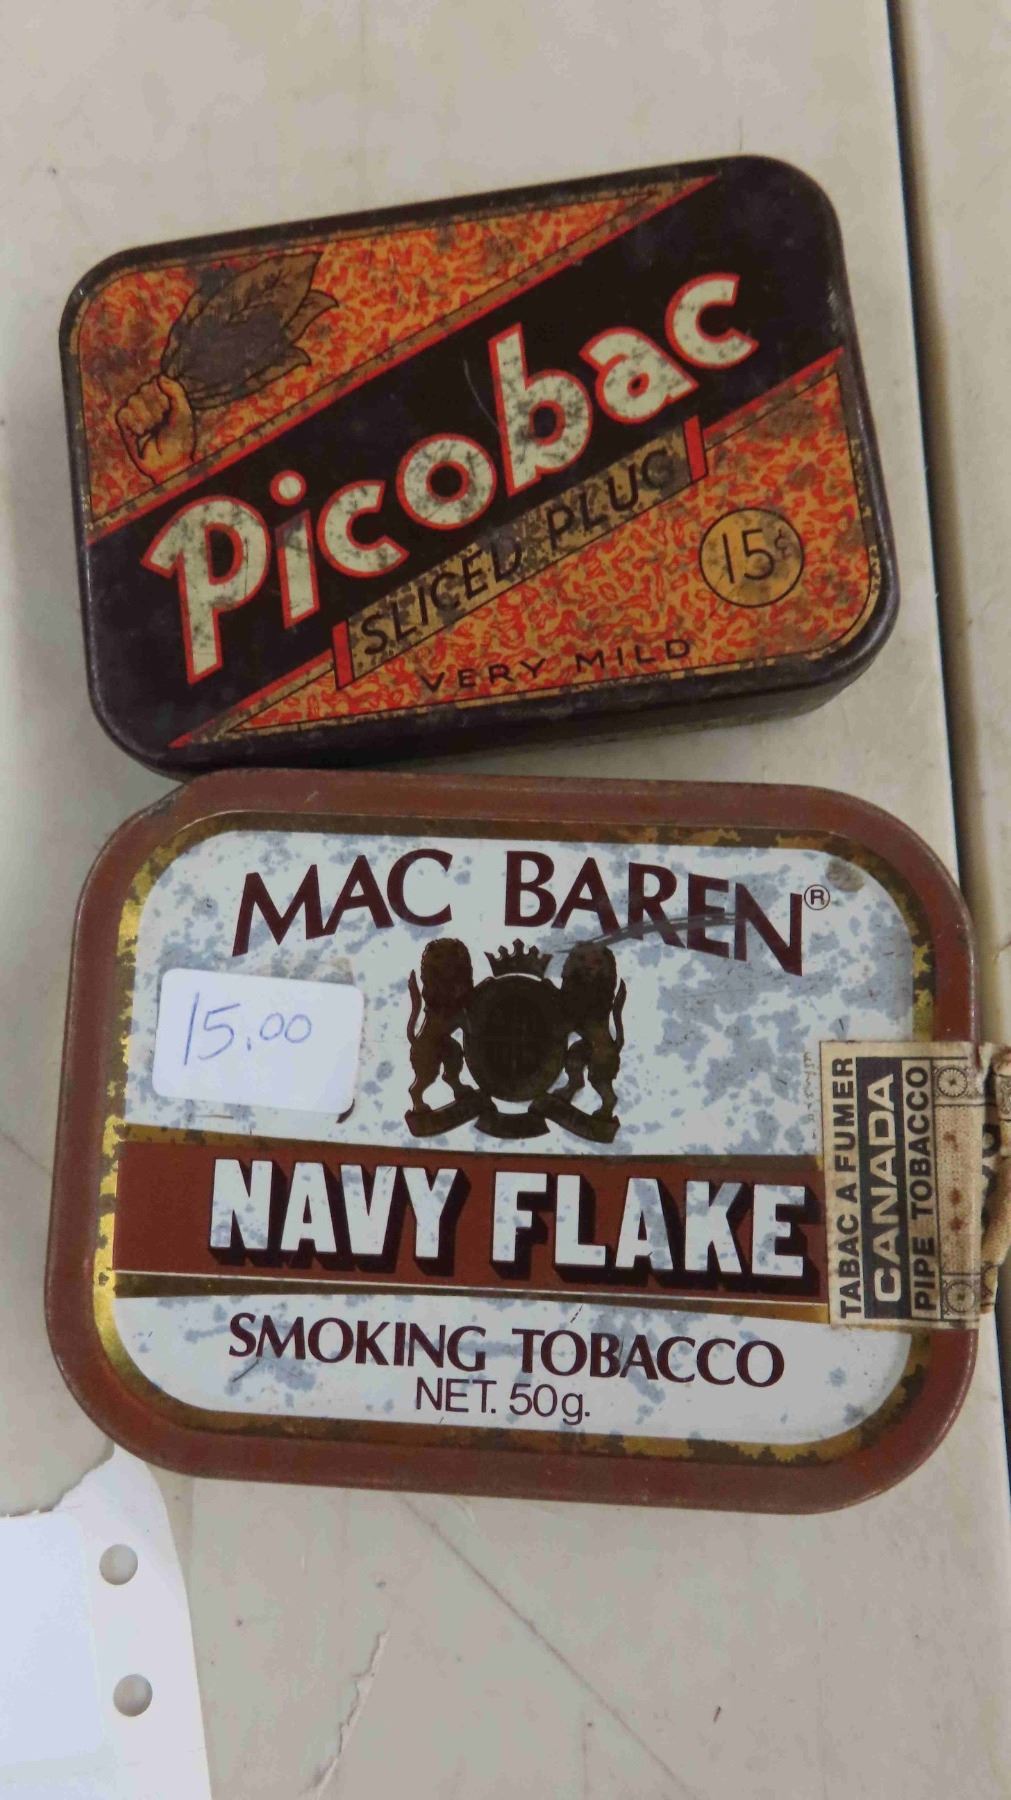 Picobac
SLICED PLUG
15¢
VERY MILD
MAC BAREN®
15.00
NAVY FLAKE
SMOKING TOBACCO
NET. 50g.
TABAC A FUMER
CANADA
PIPE TOBACCO